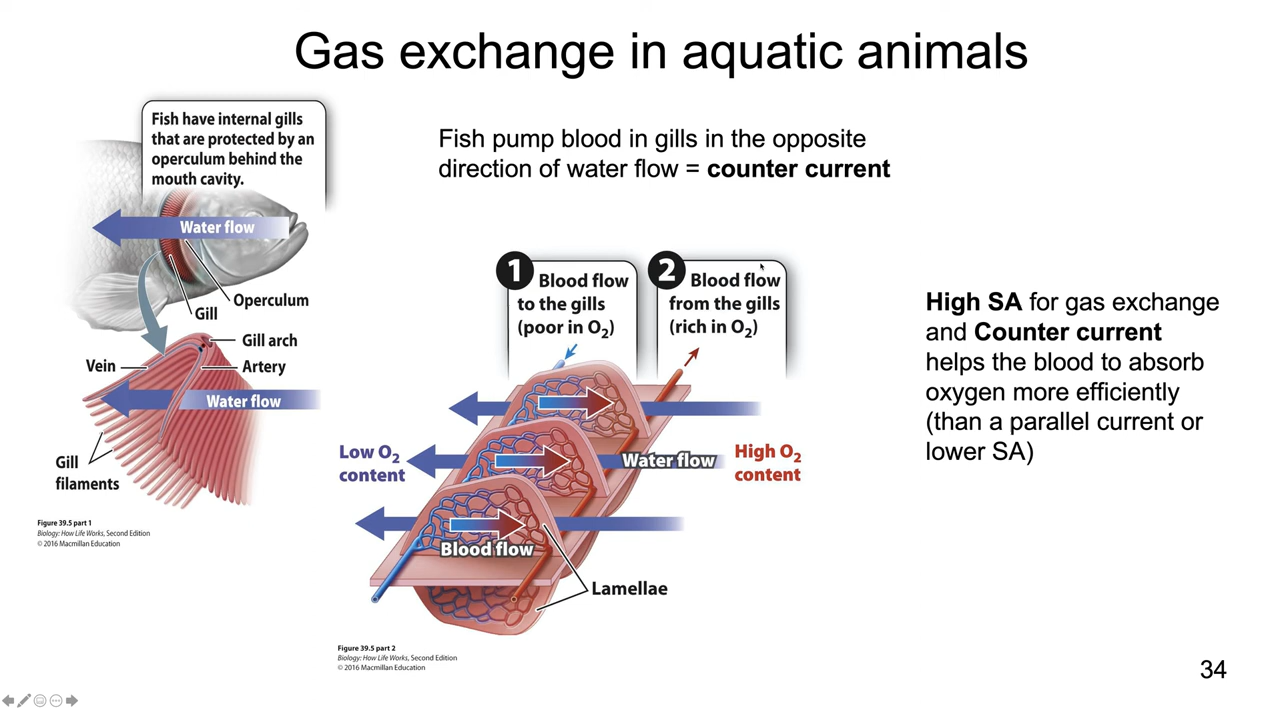 Gas exchange in aquatic animals
Fish have internal gills
that are protected by an
operculum behind the
mouth cavity.
Water flow
Operculum
Gill
Gill arch
Vein
Artery
Water flow
Gill
filaments
Figure 39.5 part 1
Biology: How Life Works, Second Edition
© 2016 Macmillan Education
Fish pump blood in gills in the opposite
direction of water flow = counter current
1 Blood flow
to the gills
(poor in O₂)
2 Blood flow
from the gills
(rich in O₂)
Low O₂
content
Water flow
High O₂
content
Blood flow
Lamellae
Figure 39.5 part 2
Biology: How Life Works, Second Edition
© 2016 Macmillan Education
High SA for gas exchange
and Counter current
helps the blood to absorb
oxygen more efficiently
(than a parallel current or
lower SA)
34